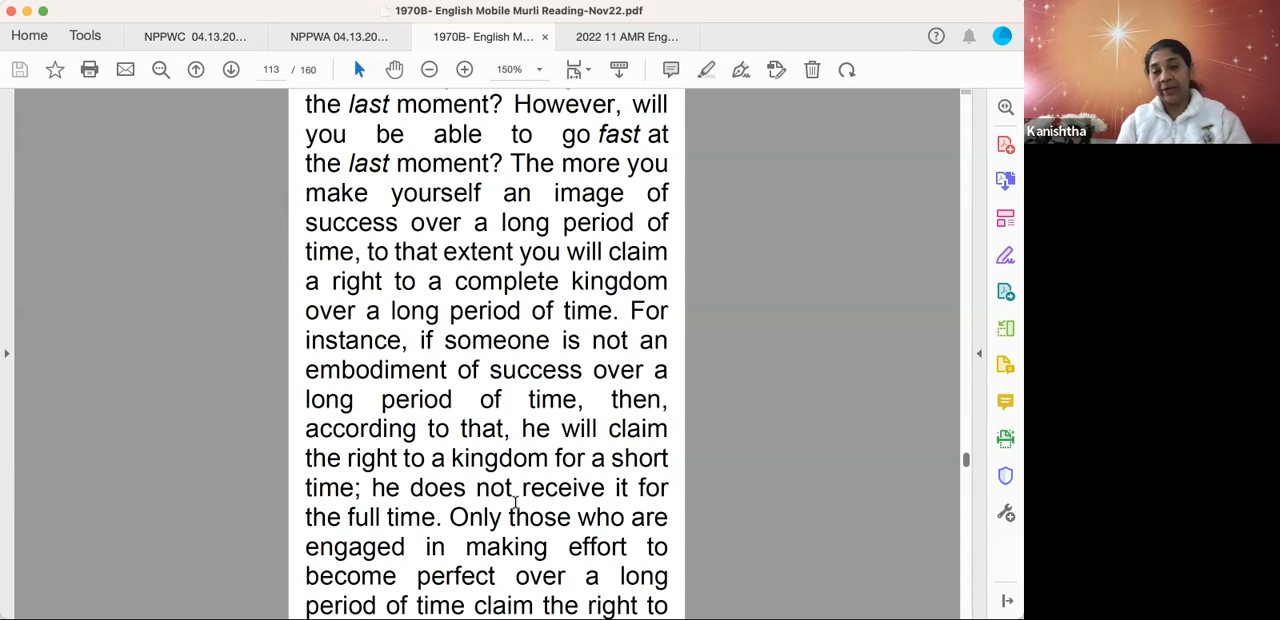 1970B- English Mobile Murli Reading-Nov22.pdf
Home Tools NPPWC 04.13.20... NPPWA 04.13.20... 1970B- English M... × 2022 11 AMR Eng...
113 / 160 150%
Kanishtha
the last moment? However, will
you be able to go fast at
the last moment? The more you
make yourself an image of
success over a long period of
time, to that extent you will claim
a right to a complete kingdom
over a long period of time. For
instance, if someone is not an
embodiment of success over a
long period of time, then,
according to that, he will claim
the right to a kingdom for a short
time; he does not receive it for
the full time. Only those who are
engaged in making effort to
become perfect over a long
period of time claim the right to